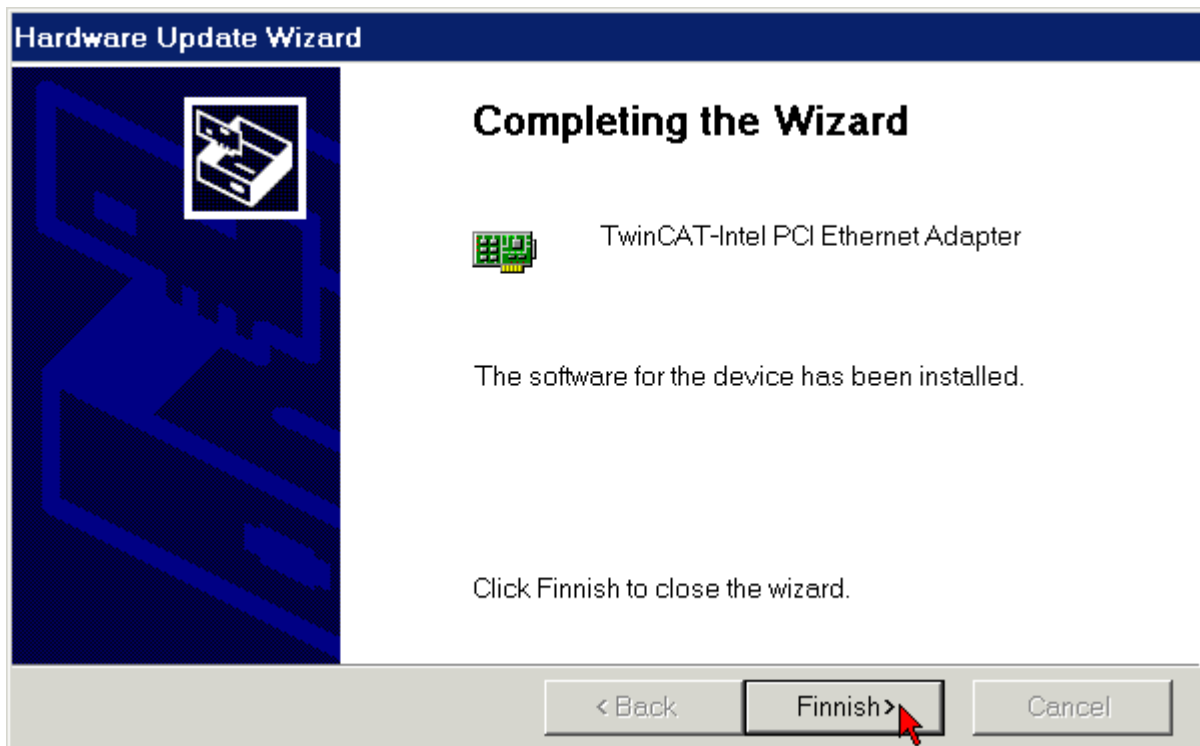 Hardware Update Wizard
Completing the Wizard
TwinCAT-Intel PCI Ethernet Adapter
The software for the device has been installed.
Click Finnish to close the wizard.
< Back
Finnish>
Cancel